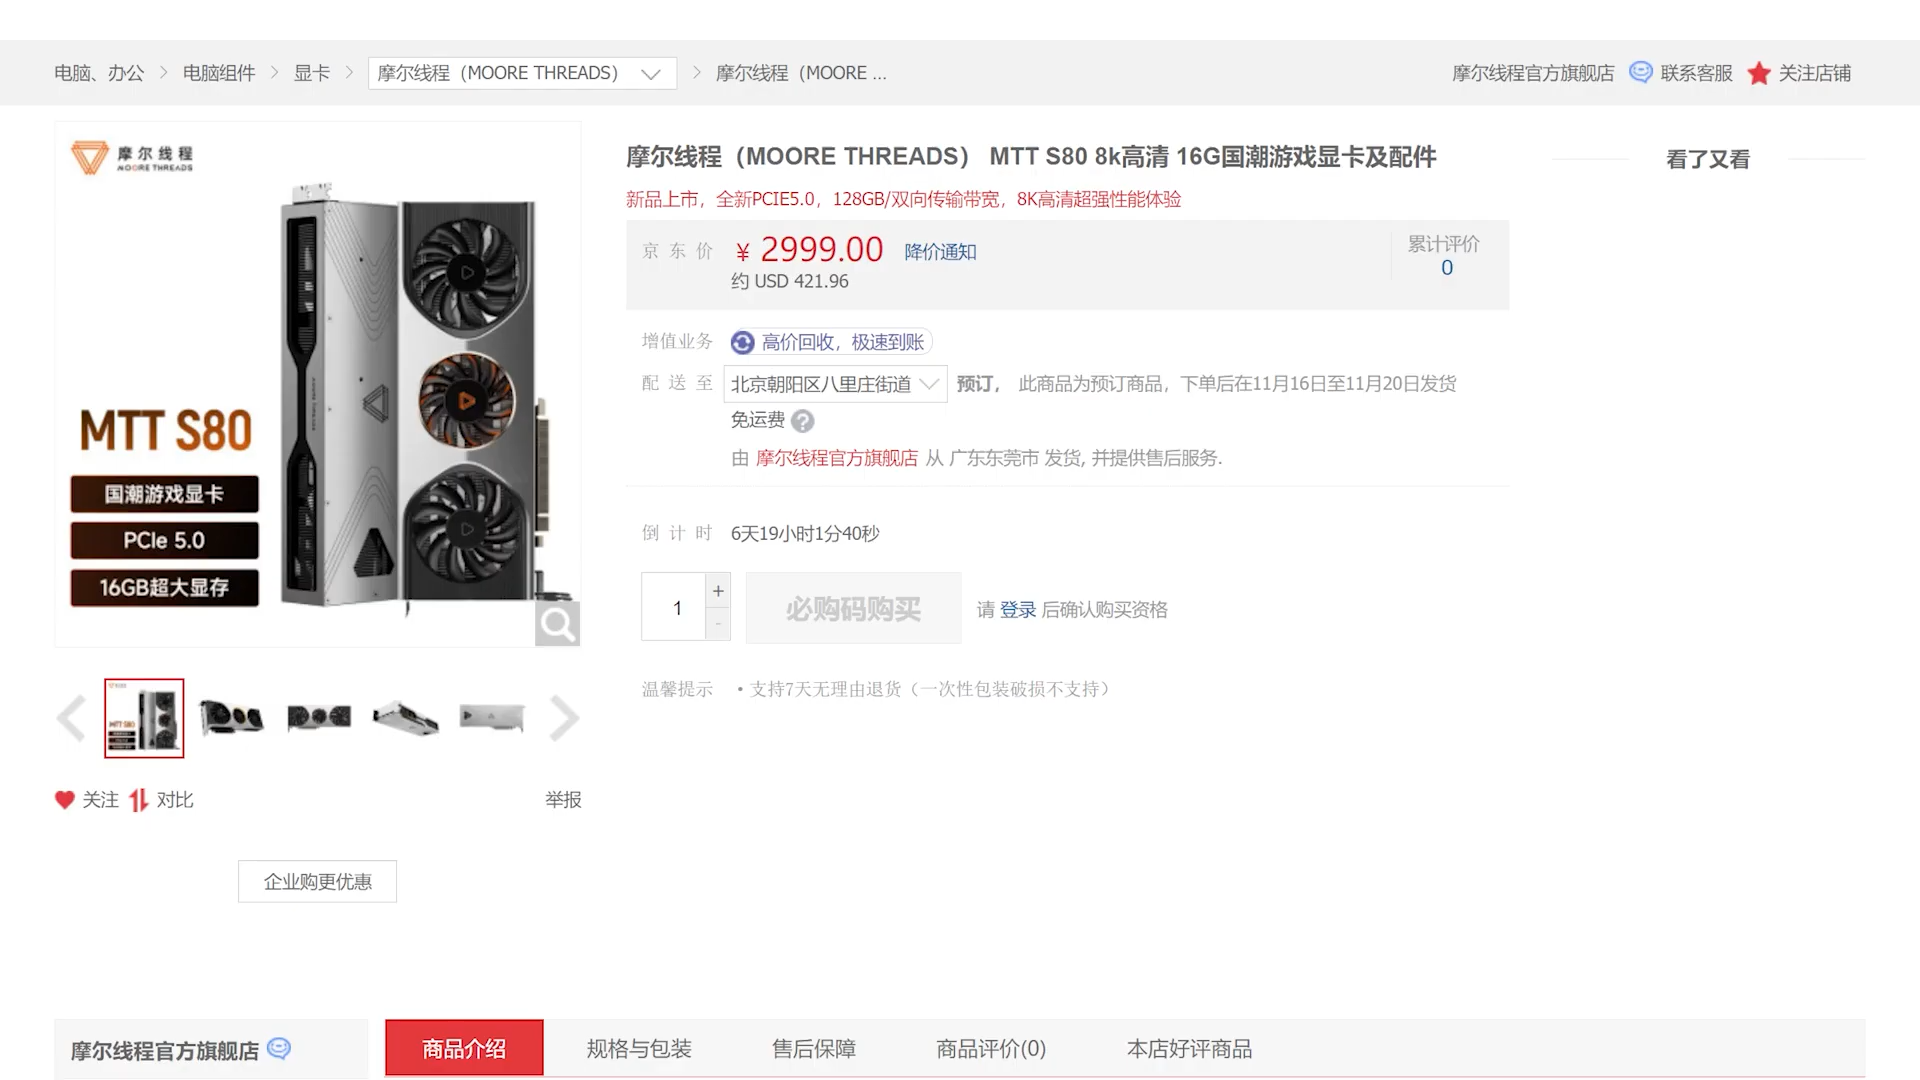 电脑、办公 > 电脑组件 > 显卡 > 摩尔线程（MOORE THREADS） > 摩尔线程（MOORE ...
摩尔线程官方旗舰店 联系客服 关注店铺
摩尔线程
MOORE THREADS
MTT S80
国潮游戏显卡
PCIe 5.0
16GB超大显存
摩尔线程（MOORE THREADS） MTT S80 8k高清 16G国潮游戏显卡及配件
新品上市，全新PCIE5.0，128GB/双向传输带宽，8K高清超强性能体验
京东价 ￥ 2999.00 降价通知
约 USD 421.96
累计评价
0
增值业务 高价回收，极速到账
配送至 北京朝阳区八里庄街道 预订， 此商品为预订商品，下单后在11月16日至11月20日发货
免运费 ?
由 摩尔线程官方旗舰店 从 广东东莞市 发货, 并提供售后服务.
倒计时 6天19小时1分40秒
1 + - 必购码购买 请 登录 后确认购买资格
温馨提示 • 支持7天无理由退货（一次性包装破损不支持）
看了又看
关注 对比 举报
企业购更优惠
摩尔线程官方旗舰店
商品介绍 规格与包装 售后保障 商品评价(0) 本店好评商品